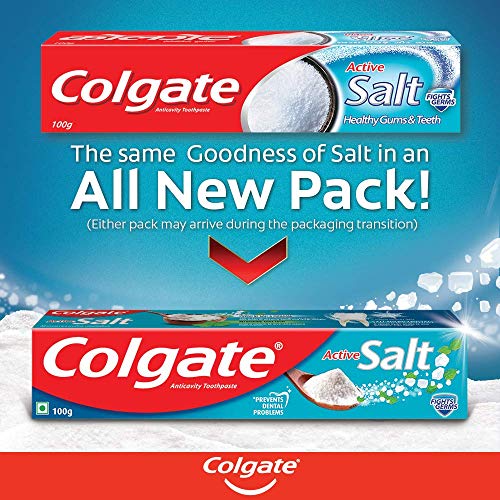 Colgate
Anticavity Toothpaste
100g
Active
Salt
Healthy Gums & Teeth
FIGHTS
GERMS
The same Goodness of Salt in an
All New Pack!
(Either pack may arrive during the packaging transition)
Salt
Colgate®
Anticavity Toothpaste
100g
*PREVENTS
DENTAL
PROBLEMS
Active Salt
FIGHTS
GERMS
Colgate®